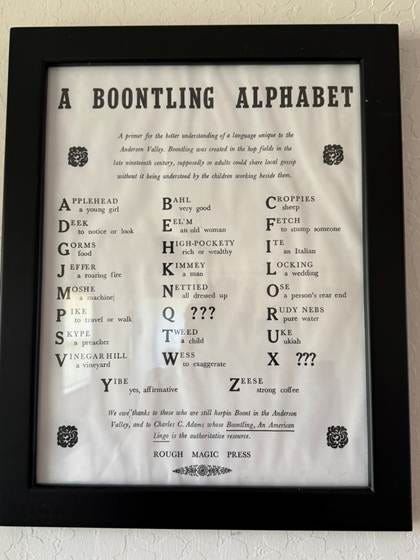 A BOONTLING ALPHABET
A primer for the better understanding of a language unique to the
Anderson Valley. Boontling was created in the hop fields in the
late nineteenth century, supposedly so adults could share local gossip
without it being understood by the children working beside them.
APPLEHEAD
a young girl
BAHL
very good
CROPPIES
sheep
DEEK
to notice or look
EEL'M
an old woman
FETCH
to stump someone
GORMS
food
HIGH-POCKETY
rich or wealthy
ITE
an Italian
JEFFER
a roaring fire
KIMMEY
a man
LOCKING
a wedding
MOSHE
a machine
NETTIED
all dressed up
OSE
a person's rear end
PIKE
to travel or walk
Q ???
RUDY NEBS
pure water
SKYPE
a preacher
TWEED
a child
UKE
ukiah
VINEGARHILL
a vineyard
WESS
to exaggerate
X ???
YIBE
yes, affirmative
ZEESE
strong coffee
We owe thanks to those who are still harpin Boont in the Anderson
Valley, and to Charles C. Adams whose Boontling, An American
Lingo is the authoritative resource.
ROUGH MAGIC PRESS